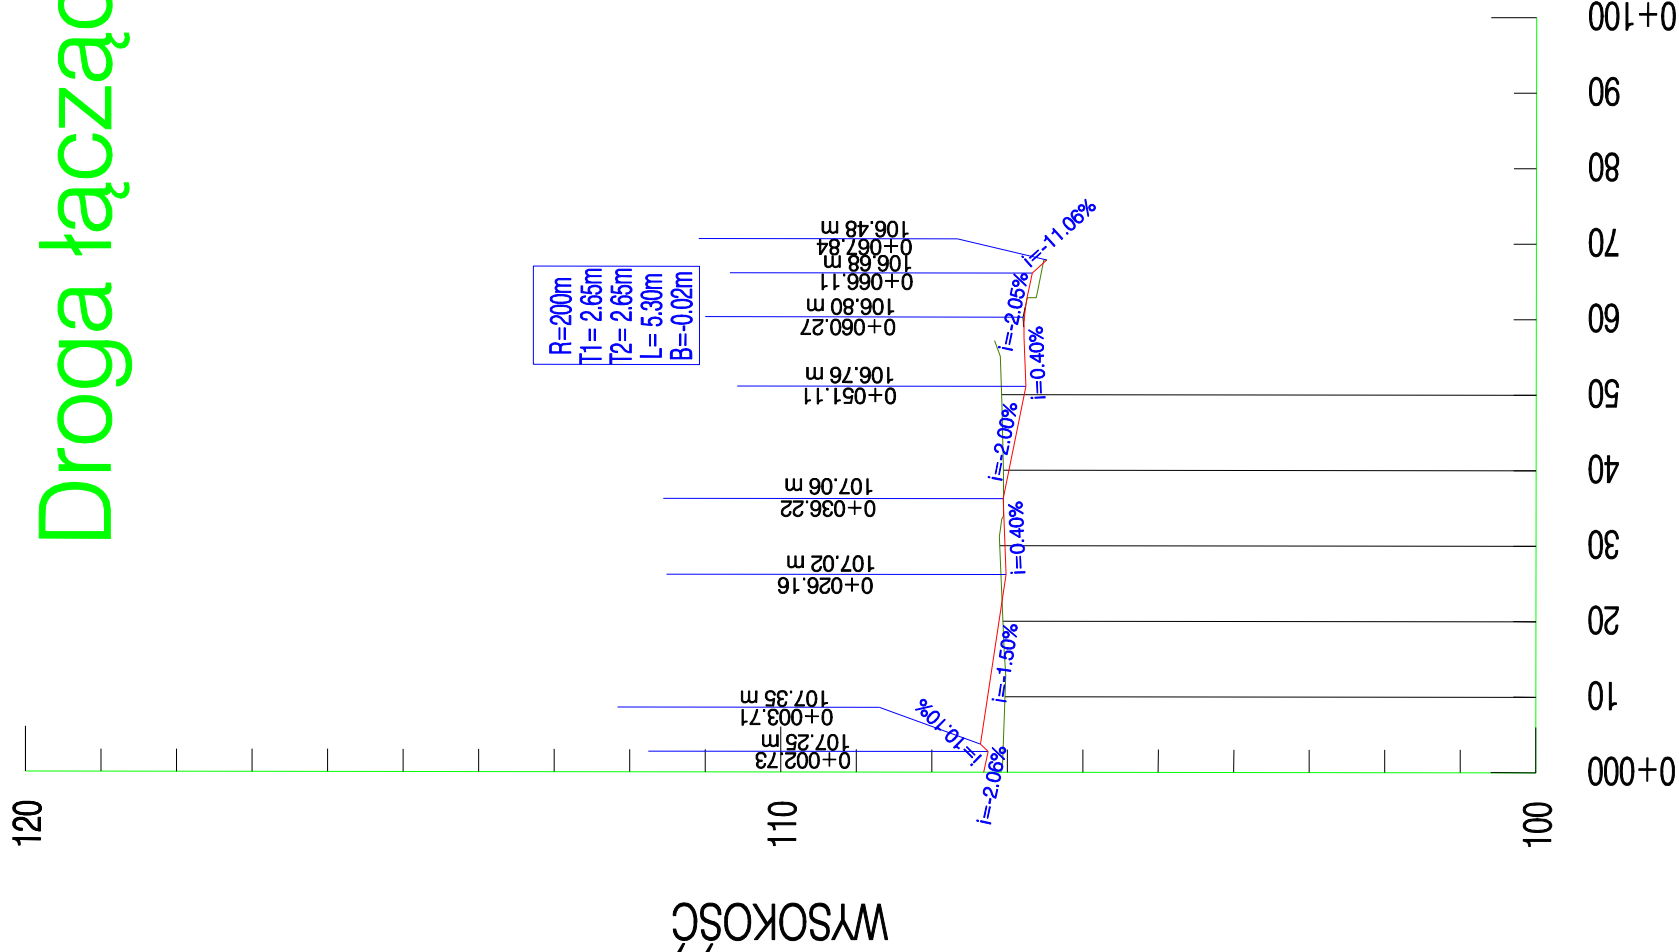 Droga łącząc
R=200m
T1= 2.65m
T2= 2.65m
L= 5.30m
B=-0.02m
0+002.73
107.25 m
0+003.71
107.35 m
0+026.16
107.02 m
0+036.22
107.06 m
0+051.11
106.76 m
0+060.27
106.80 m
0+066.11
106.68 m
0+067.84
106.48 m
i=-2.06%
i=10.10%
i=-1.50%
i=0.40%
i=-2.00%
i=0.40%
i=-2.05%
i=-11.06%
120
110
100
WYSOKOŚĆ
0+000
10
20
30
40
50
60
70
80
90
0+100